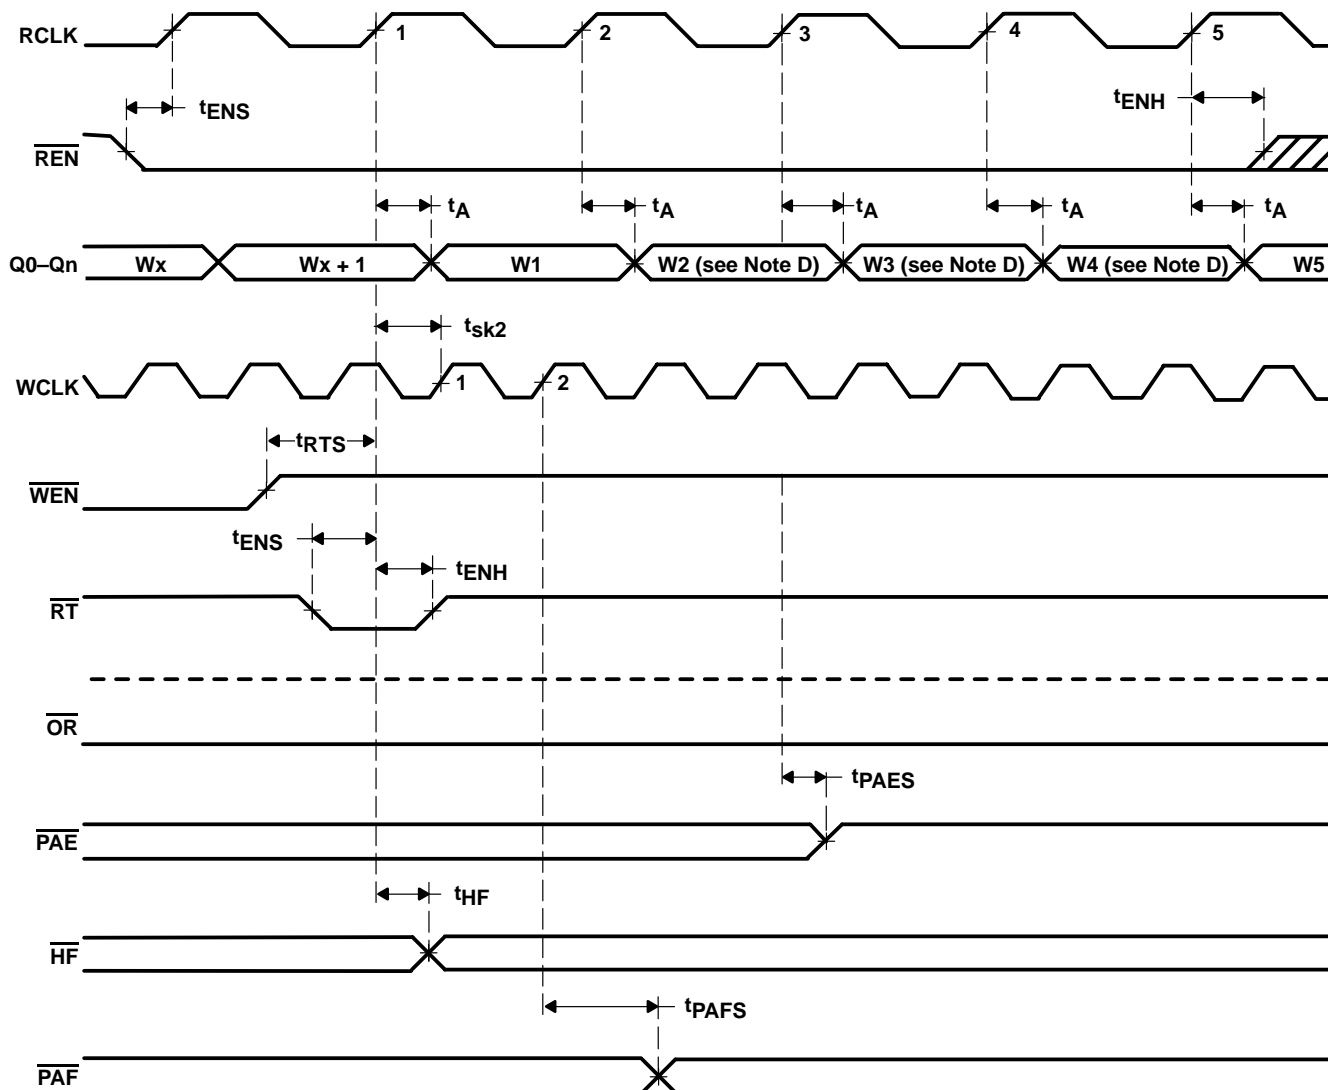 RCLK 1 2 3 4 5
tENS tENH
REN
tA tA tA tA tA
Q0–Qn Wx Wx + 1 W1 W2 (see Note D) W3 (see Note D) W4 (see Note D) W5
tsk2
WCLK 1 2
tRTS
WEN
tENS
tENH
RT
OR
tPAES
PAE
tHF
HF
tPAFS
PAF